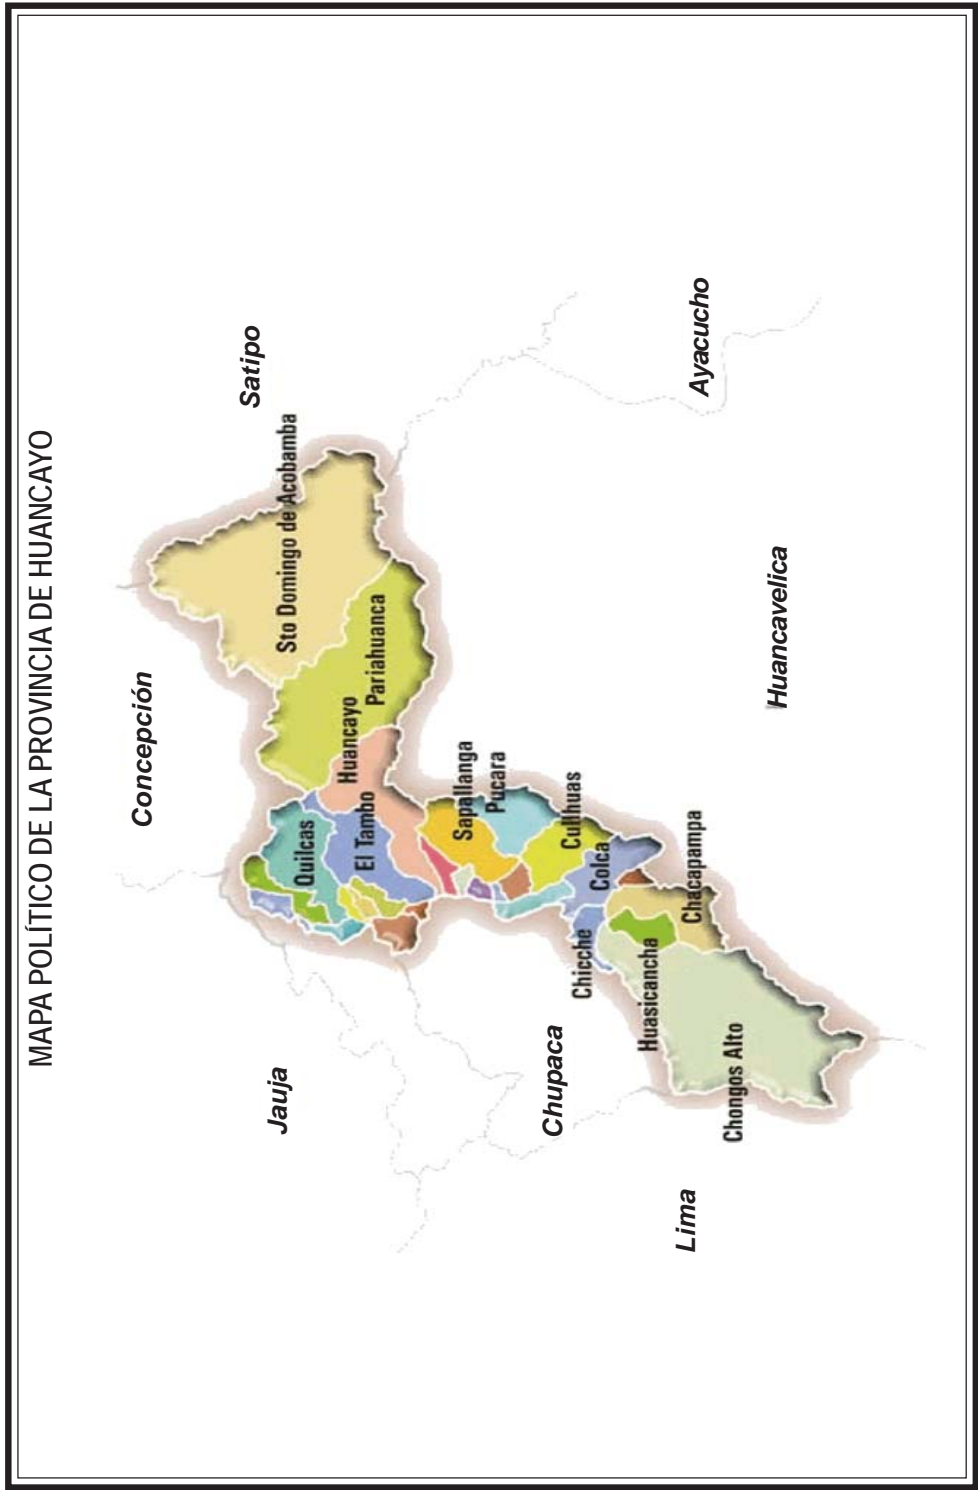 MAPA POLÍTICO DE LA PROVINCIA DE HUANCAYO
Concepción
Satipo
Jauja
Sto Domingo de Acobamba
Pariahuanca
Huancayo
Quilcas
El Tambo
Sapallanga
Pucara
Cullhuas
Colca
Chicche
Chacapampa
Huasicancha
Chongos Alto
Chupaca
Lima
Ayacucho
Huancavelica